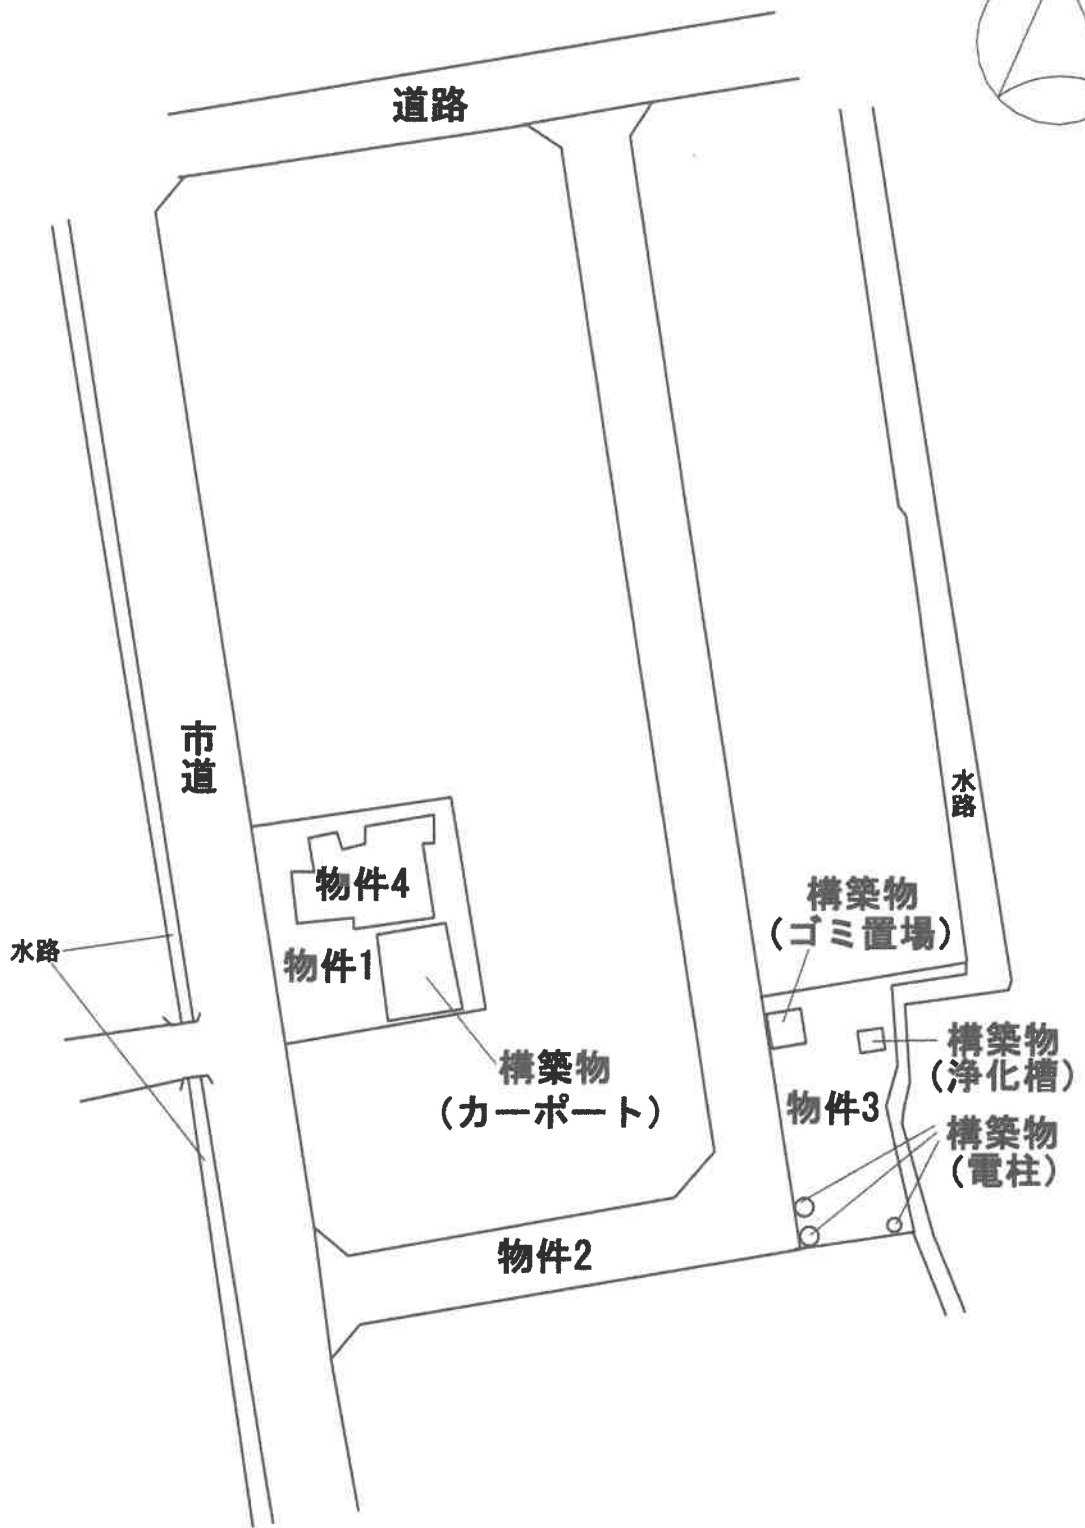 道路
市道
水路
物件4
構築物
(ゴミ置場)
水路
物件1
構築物
(カーポート)
構築物
(浄化槽)
物件3
構築物
(電柱)
物件2